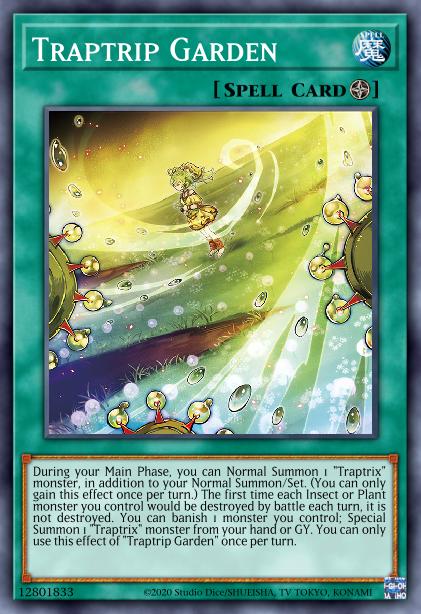 Traptrip Garden
[Spell Card]
During your Main Phase, you can Normal Summon 1 "Traptrix"
monster, in addition to your Normal Summon/Set. (You can only
gain this effect once per turn.) The first time each Insect or Plant
monster you control would be destroyed by battle each turn, it is
not destroyed. You can banish 1 monster you control; Special
Summon 1 "Traptrix" monster from your hand or GY. You can only
use this effect of "Traptrip Garden" once per turn.
12801833 ©2020 Studio Dice/SHUEISHA, TV TOKYO, KONAMI